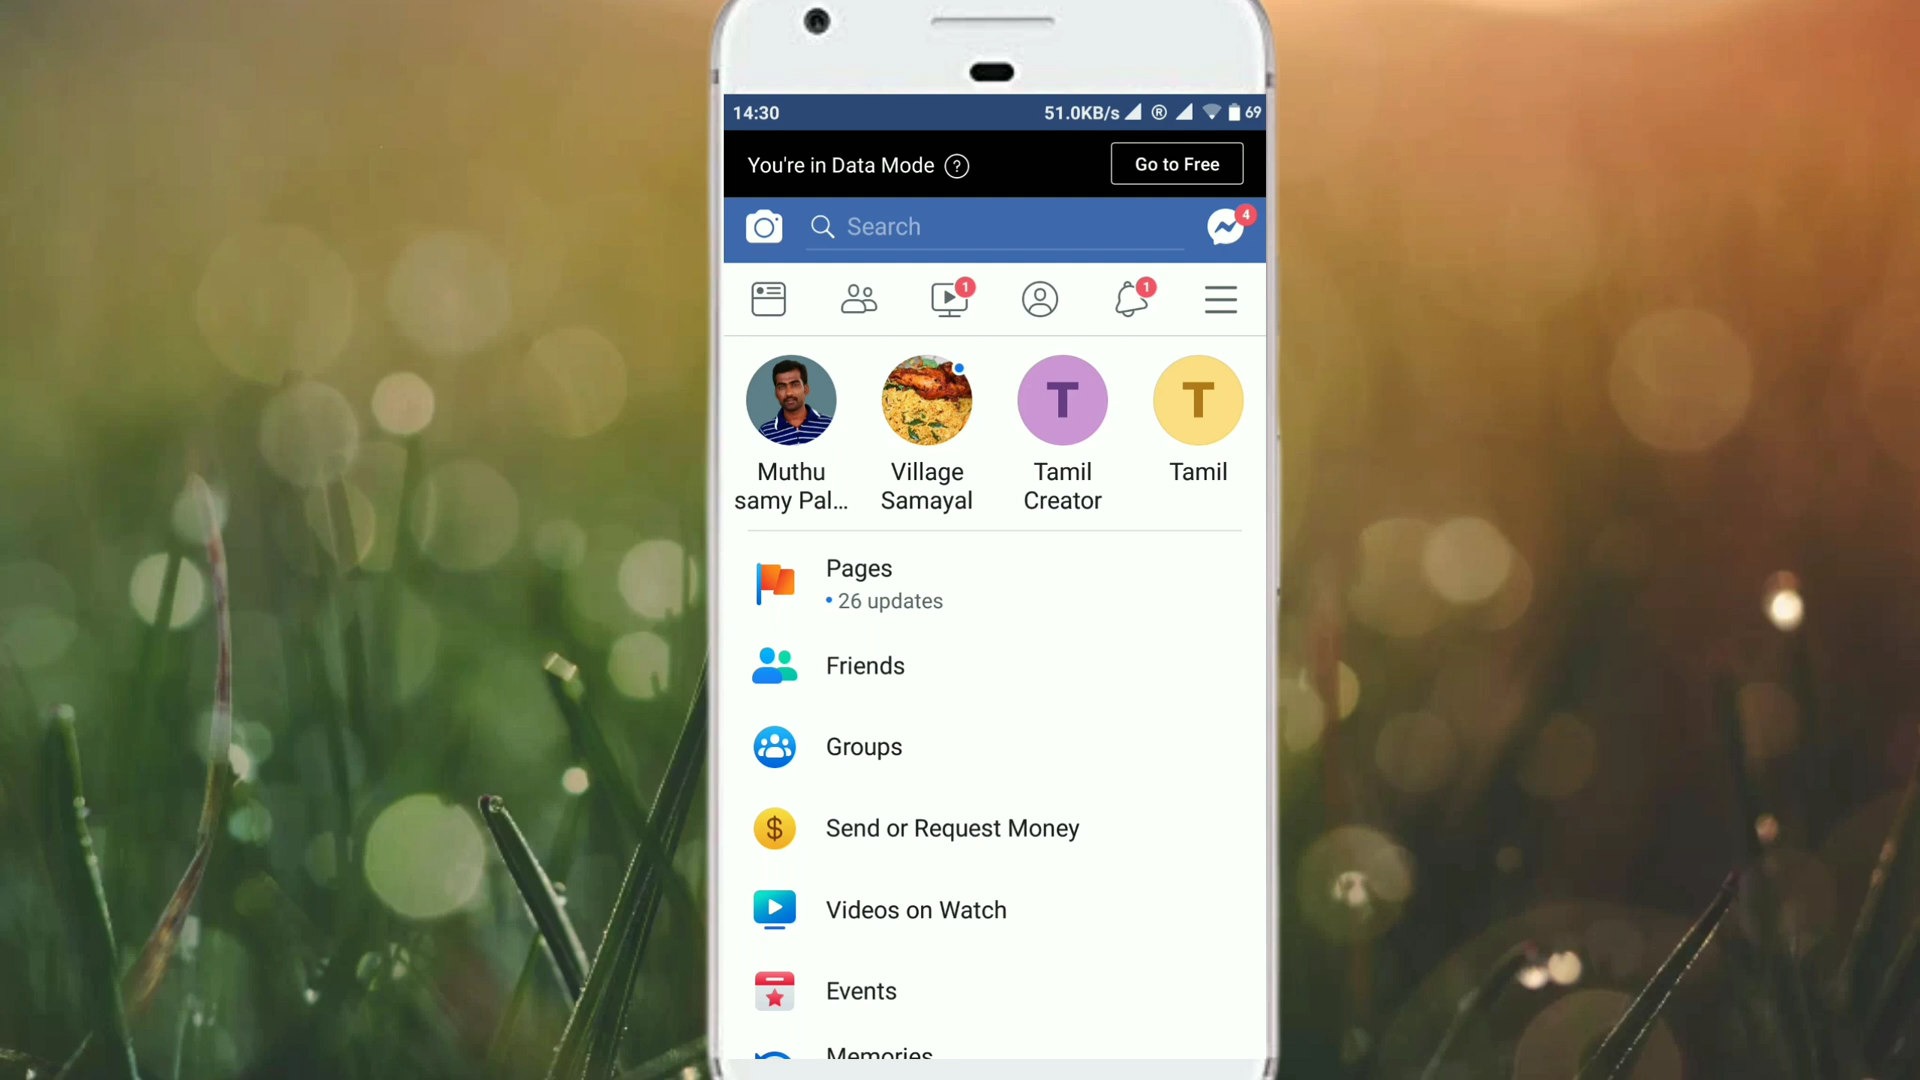 14:30 51.0KB/s ® 69
You're in Data Mode ? Go to Free
Search 4
1 1
T T
Muthu samy Pal...
Village Samayal
Tamil Creator
Tamil
Pages
• 26 updates
Friends
Groups
$ Send or Request Money
Videos on Watch
Events
Memories